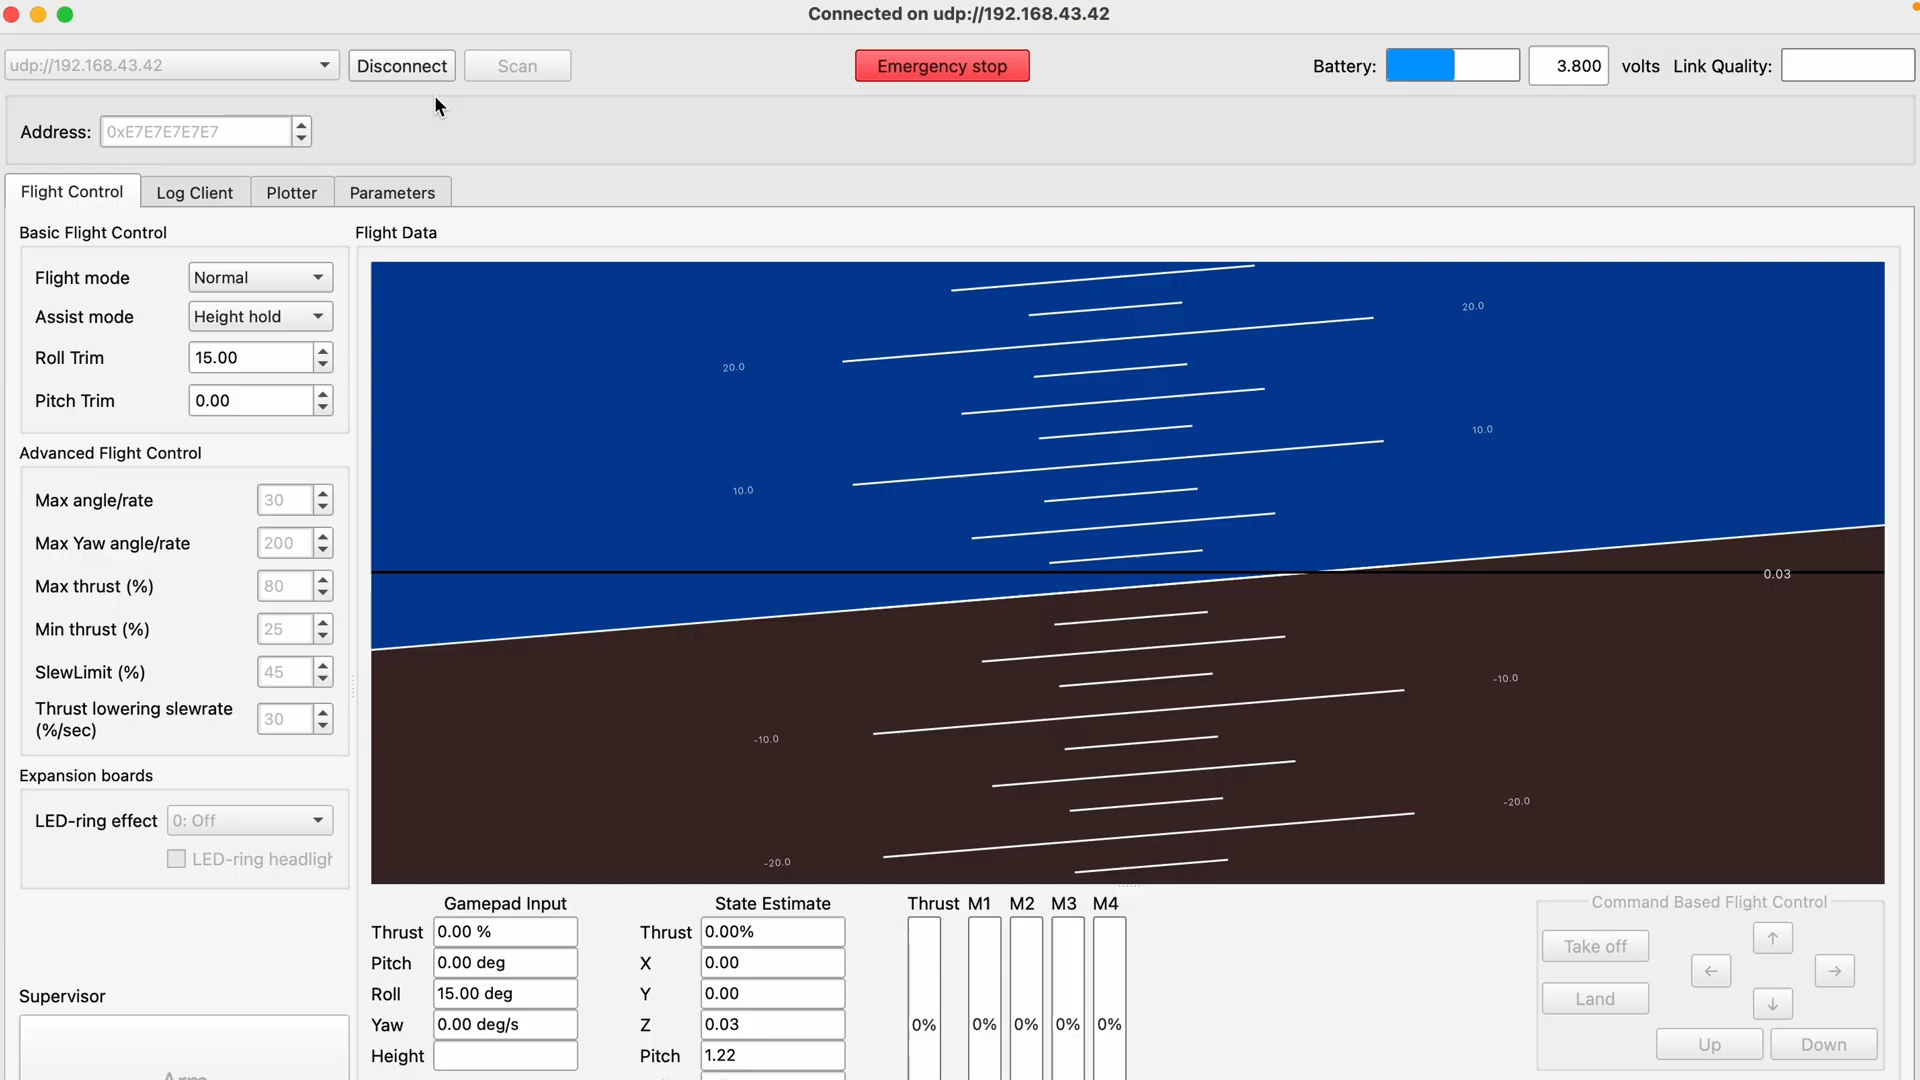 Connected on udp://192.168.43.42
udp://192.168.43.42 Disconnect Scan Emergency stop Battery: 3.800 volts Link Quality:
Address: 0xE7E7E7E7E7
Flight Control Log Client Plotter Parameters
Basic Flight Control
Flight mode Normal
Assist mode Height hold
Roll Trim 15.00
Pitch Trim 0.00
Advanced Flight Control
Max angle/rate 30
Max Yaw angle/rate 200
Max thrust (%) 80
Min thrust (%) 25
SlewLimit (%) 45
Thrust lowering slewrate
(%/sec) 30
Expansion boards
LED-ring effect 0: Off
LED-ring headligh
Supervisor
Arm
Flight Data
20.0
20.0
10.0
10.0
0.03
-10.0
-10.0
-20.0
-20.0
Gamepad Input
Thrust 0.00 %
Pitch 0.00 deg
Roll 15.00 deg
Yaw 0.00 deg/s
Height
State Estimate
Thrust 0.00%
X 0.00
Y 0.00
Z 0.03
Pitch 1.22
Thrust M1 M2 M3 M4
0% 0% 0% 0% 0%
Command Based Flight Control
Take off ↑
← →
Land ↓
Up Down